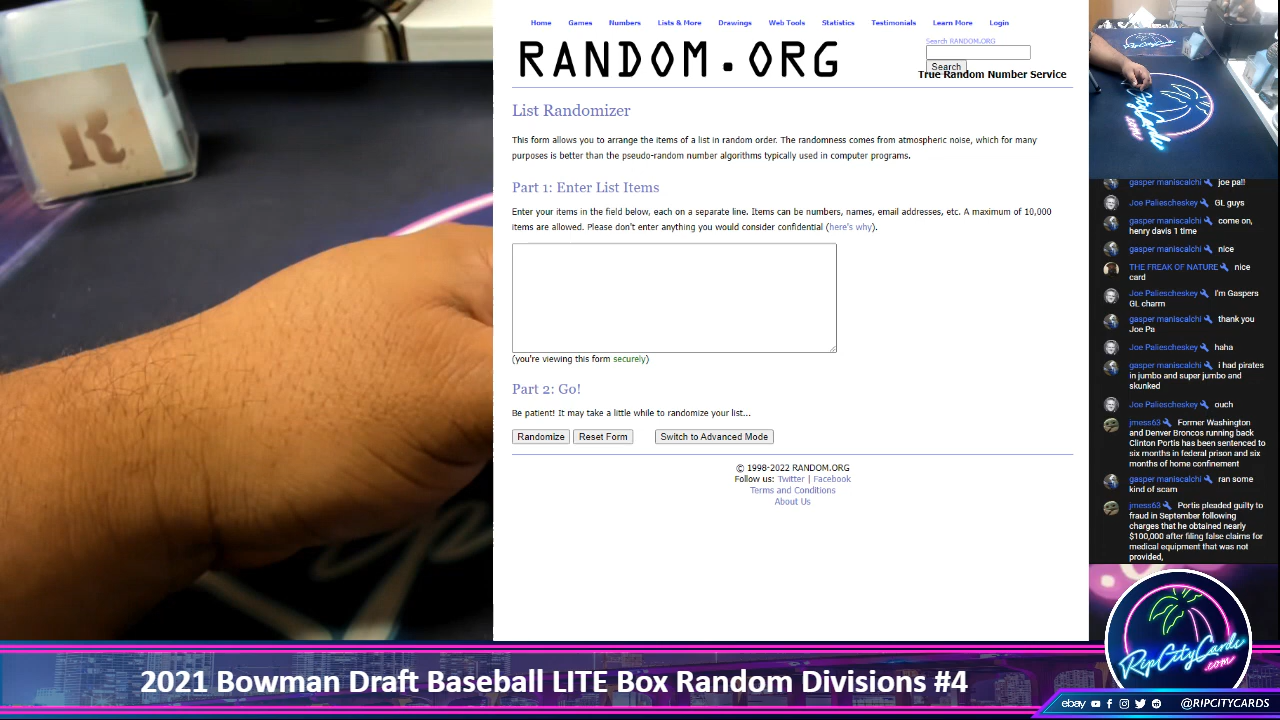 Home Games Numbers Lists & More Drawings Web Tools Statistics Testimonials Learn More Login
RANDOM.ORG
Search RANDOM.ORG
Search
True Random Number Service
List Randomizer
This form allows you to arrange the items of a list in random order. The randomness comes from atmospheric noise, which for many
purposes is better than the pseudo-random number algorithms typically used in computer programs.
Part 1: Enter List Items
Enter your items in the field below, each on a separate line. Items can be numbers, names, email addresses, etc. A maximum of 10,000
items are allowed. Please don't enter anything you would consider confidential (here's why).
(you're viewing this form securely)
Part 2: Go!
Be patient! It may take a little while to randomize your list...
Randomize Reset Form Switch to Advanced Mode
© 1998-2022 RANDOM.ORG
Follow us: Twitter | Facebook
Terms and Conditions
About Us
R
gasper maniscalchi joe pa!!
Joe Paliescheskey GL guys
gasper maniscalchi come on,
henry davis 1 time
gasper maniscalchi nice
THE FREAK OF NATURE nice
card
Joe Paliescheskey I'm Gaspers
GL charm
gasper maniscalchi thank you
Joe Pa
Joe Paliescheskey haha
gasper maniscalchi i had pirates
in jumbo and super jumbo and
skunked
Joe Paliescheskey ouch
jmess63 Former Washington
and Denver Broncos running back
Clinton Portis has been sentenced to
six months in federal prison and six
months of home confinement
gasper maniscalchi ran some
kind of scam
jmess63 Portis pleaded guilty to
fraud in September following
charges that he obtained nearly
$100,000 after filing false claims for
medical equipment that was not
provided,
RipCityCards
.com
2021 Bowman Draft Baseball LITE Box Random Divisions #4
ebay @RIPCITYCARDS